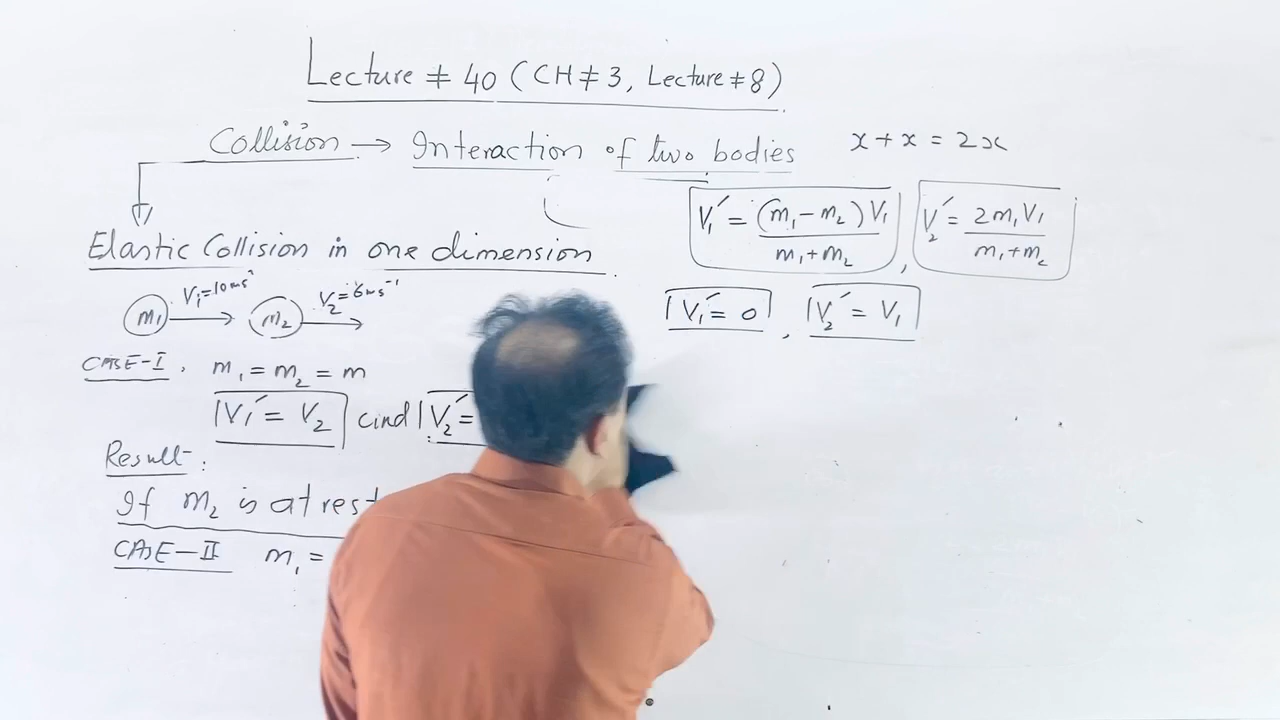 Lecture # 40 (CH # 3, Lecture # 8)
Collision → Interaction of two bodies
x + x = 2x
Elastic Collision in one dimension
m₁ V₁=10ms⁻¹ m₂ V₂=6ms⁻¹
CASE-I. m₁ = m₂ = m
V₁′ = V₂ and V₂′ =
Result:
If m₂ is at rest
CASE-II m₁ =
V₁′ = (m₁ - m₂) V₁ / m₁+m₂ , V₂′ = 2m₁V₁ / m₁+m₂
V₁′ = 0 , V₂′ = V₁